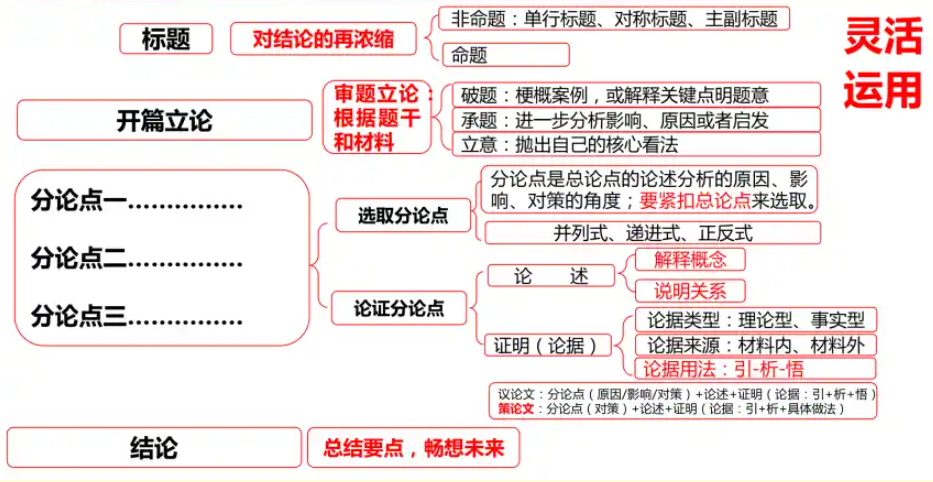 标题
对结论的再浓缩
非命题：单行标题、对称标题、主副标题
命题
灵活
运用
开篇立论
审题立论：
根据题干
和材料
破题：梗概案例，或解释关键点明题意
承题：进一步分析影响、原因或者启发
立意：抛出自己的核心看法
分论点一...............
分论点二...............
分论点三...............
选取分论点
分论点是总论点的论述分析的原因、影
响、对策的角度；要紧扣总论点来选取。
并列式、递进式、正反式
论证分论点
论 述
解释概念
说明关系
证明（论据）
论据类型：理论型、事实型
论据来源：材料内、材料外
论据用法：引-析-悟
议论文：分论点（原因/影响/对策）+论述+证明（论据：引+析+悟）
策论文：分论点（对策）+论述+证明（论据：引+析+具体做法）
结论
总结要点，畅想未来